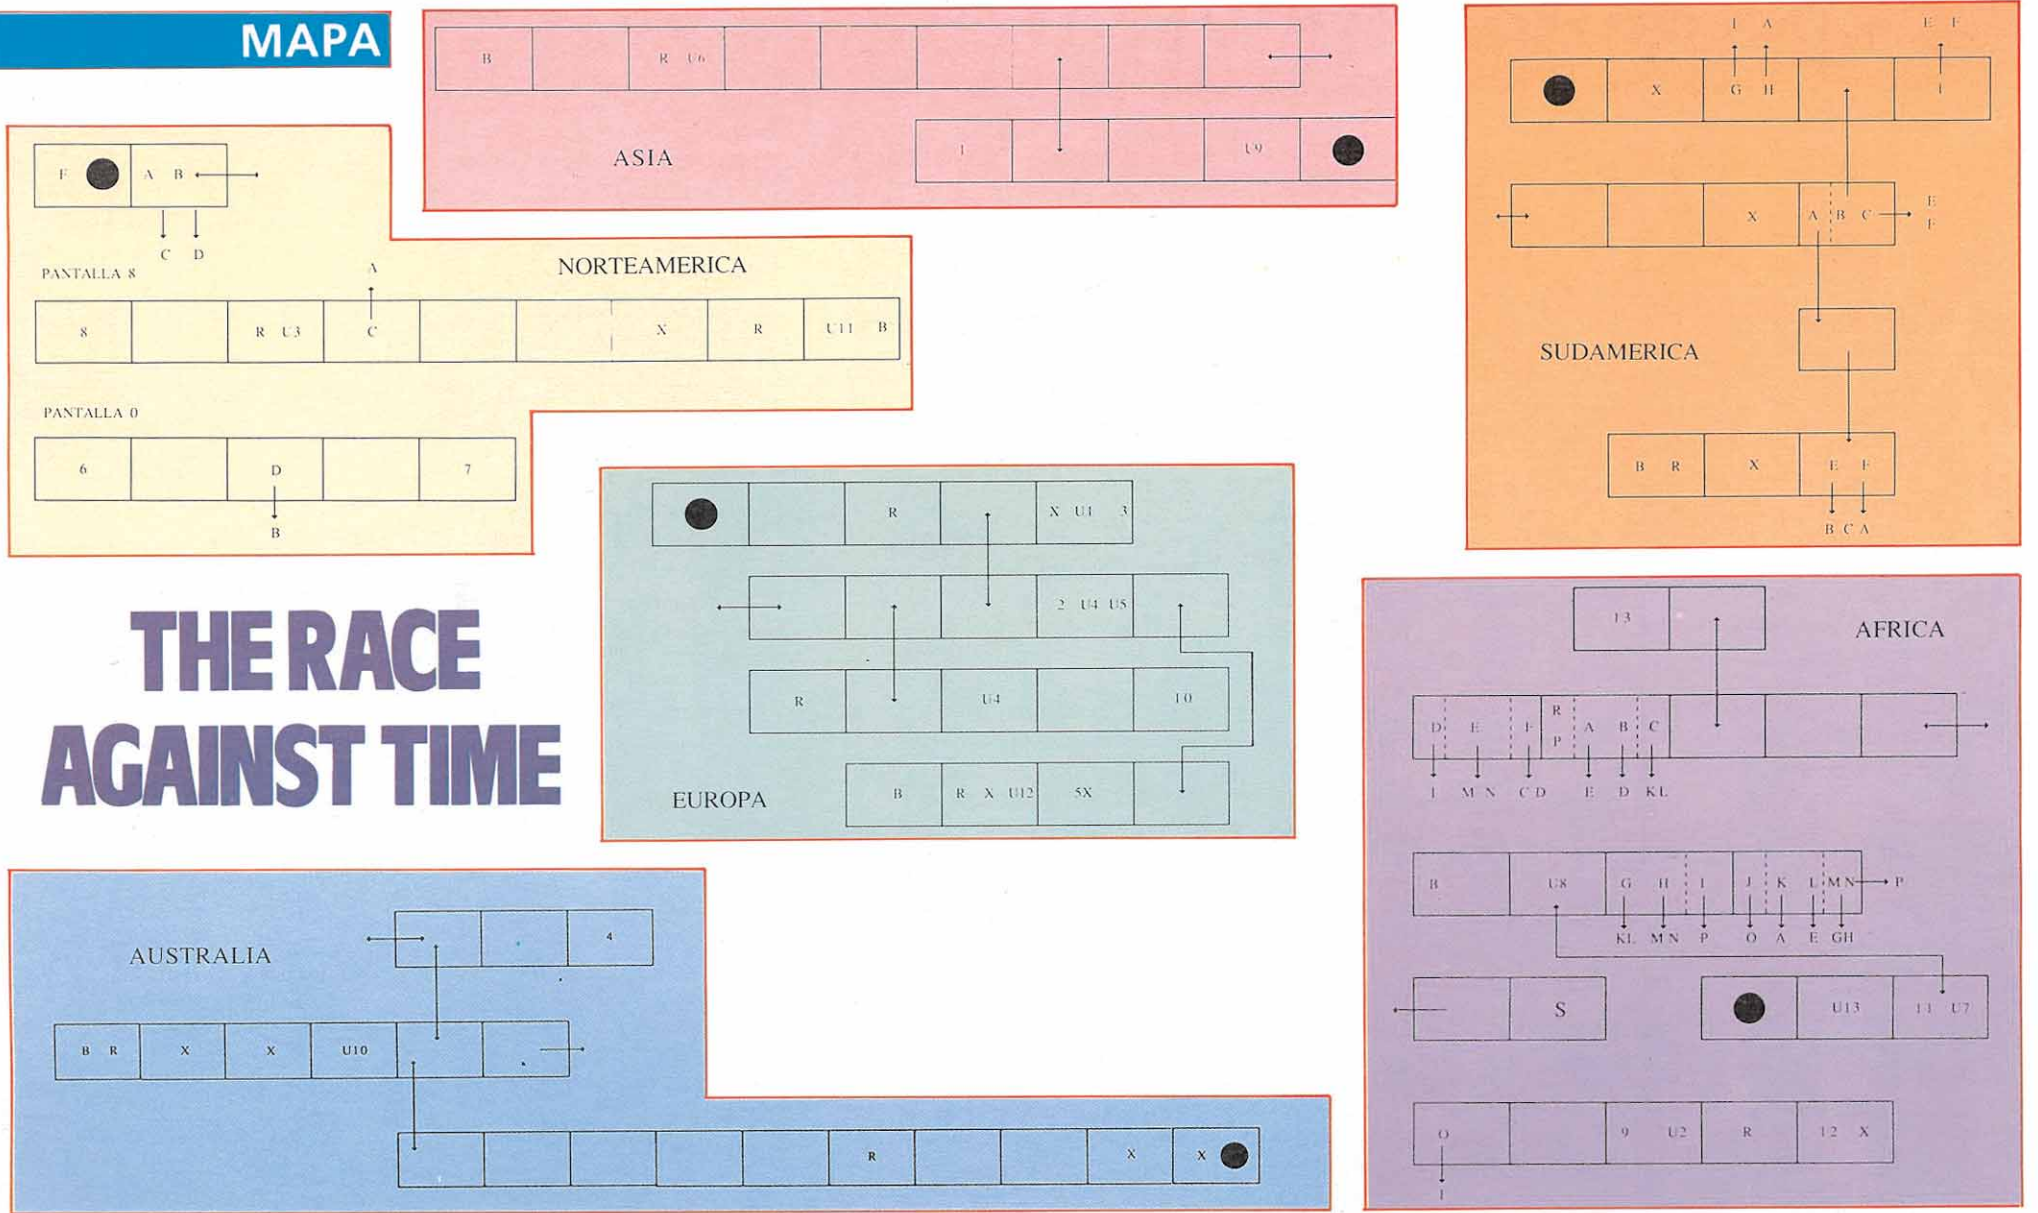 MAPA
B R U6
ASIA
1 U9
F A B
C D
PANTALLA 8
A
NORTEAMERICA
8 R U3 C X R U11 B
PANTALLA 0
6 D 7
B
THE RACE
AGAINST TIME
R X U1 3
2 U4 U5
R U4 10
EUROPA
B R X U12 5X
AUSTRALIA
4
B R X X U10
R X X
I A E F
X G H I
X A B C E
F
SUDAMERICA
B R X E F
B C A
13
AFRICA
D E F R P A B C
I M N C D E D K L
B U8 G H I J K L M N P
K L M N P O A E G H
S U13 11 U7
O 9 U2 R 12 X
I